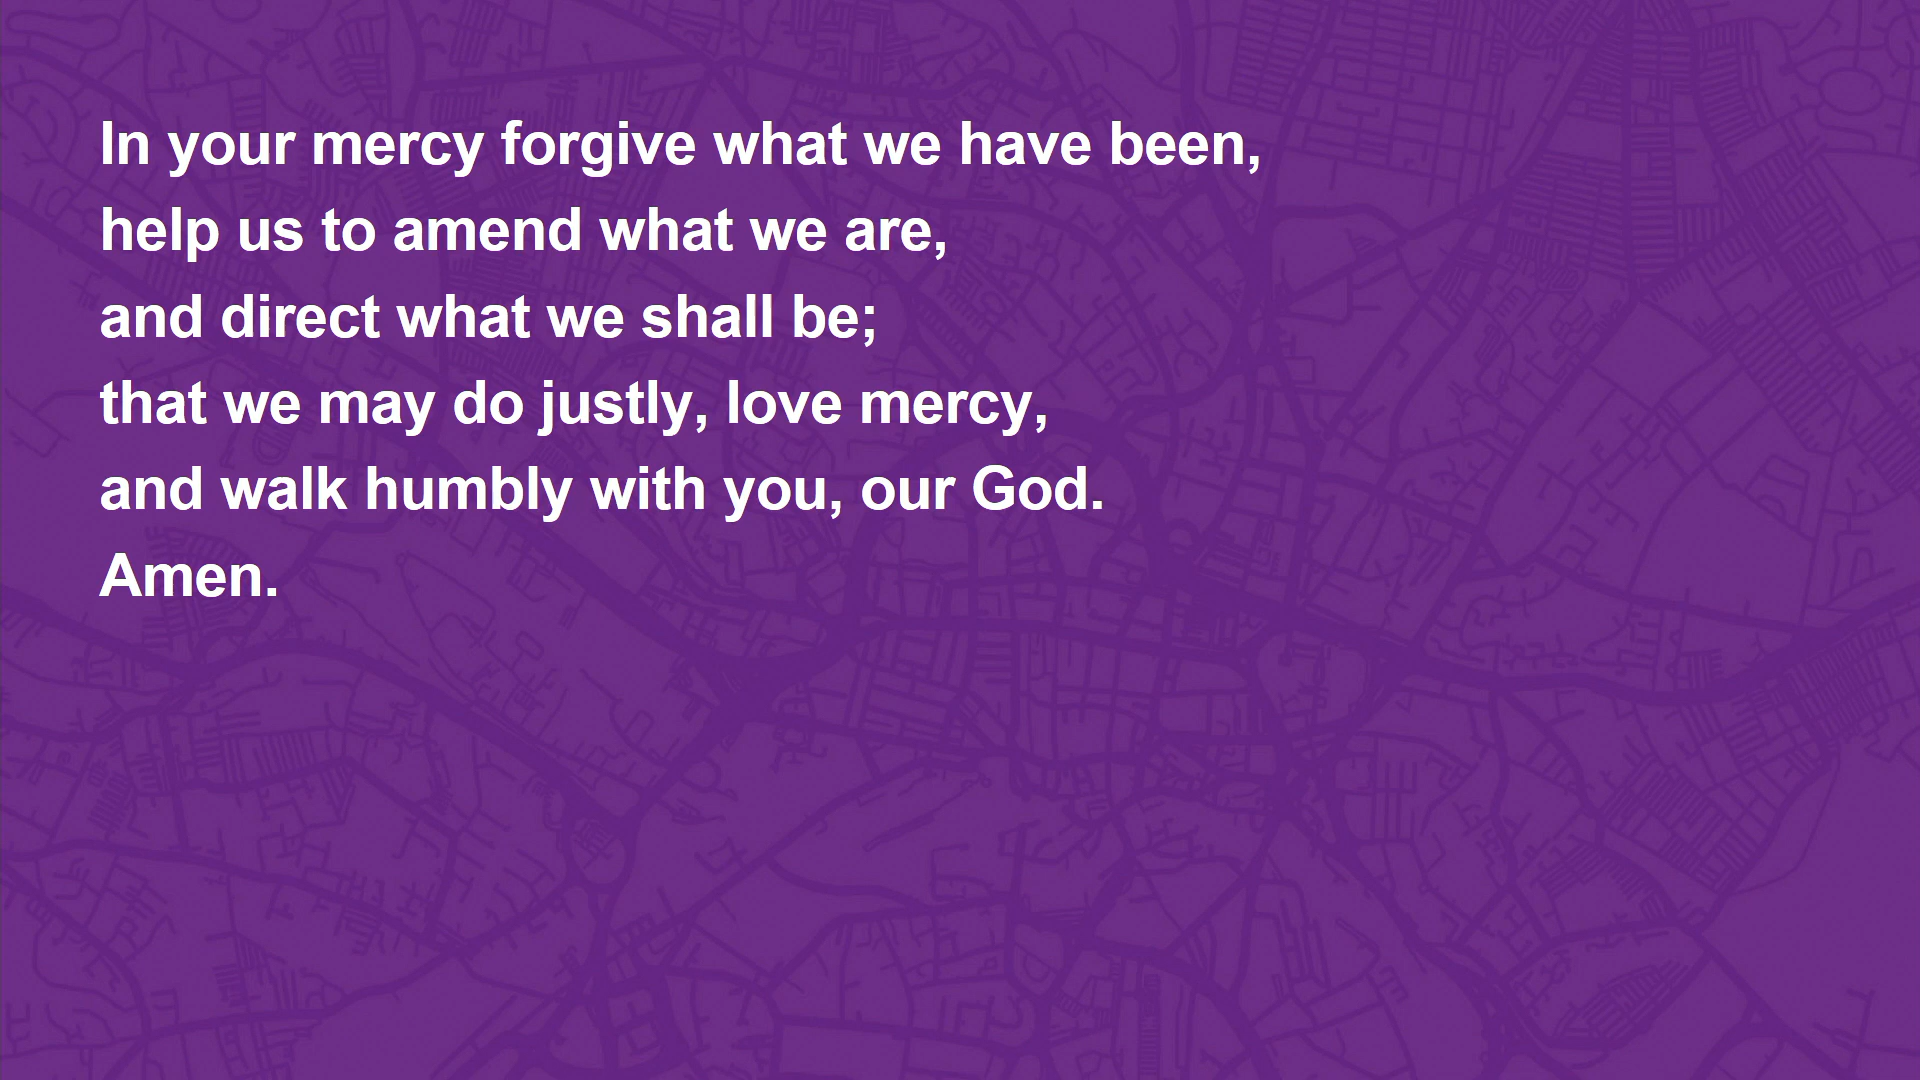 In your mercy forgive what we have been,
help us to amend what we are,
and direct what we shall be;
that we may do justly, love mercy,
and walk humbly with you, our God.
Amen.